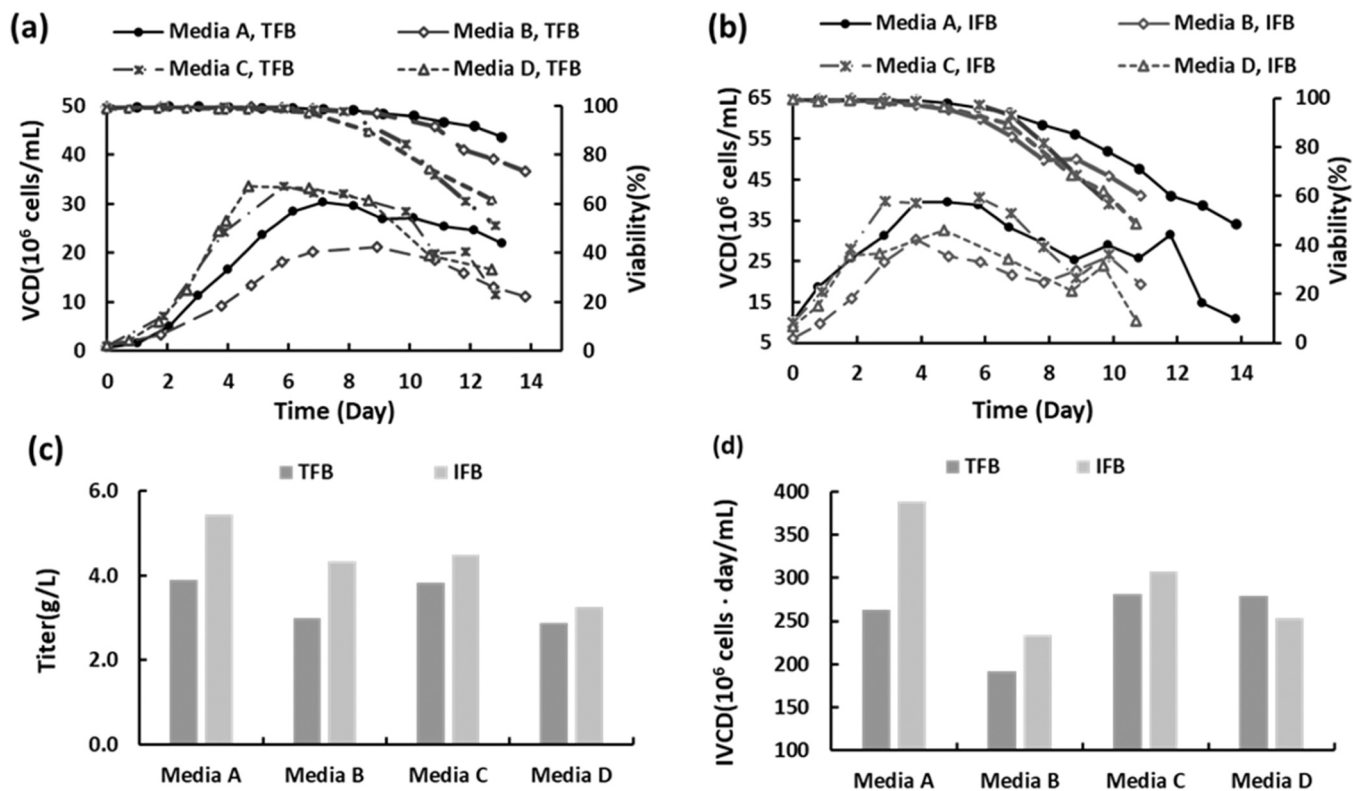 (a)
Media A, TFB
Media B, TFB
Media C, TFB
Media D, TFB
50
40
30
20
10
0
VCD(10⁶ cells/mL)
100
80
60
40
20
0
Viability(%)
0 2 4 6 8 10 12 14
Time (Day)
(b)
Media A, IFB
Media B, IFB
Media C, IFB
Media D, IFB
65
55
45
35
25
15
5
VCD(10⁶ cells/mL)
100
80
60
40
20
0
Viability(%)
0 2 4 6 8 10 12 14
Time (Day)
(c)
TFB
IFB
6.0
4.0
2.0
0.0
Titer(g/L)
Media A Media B Media C Media D
(d)
TFB
IFB
400
350
300
250
200
150
100
IVCD(10⁶ cells · day/mL)
Media A Media B Media C Media D